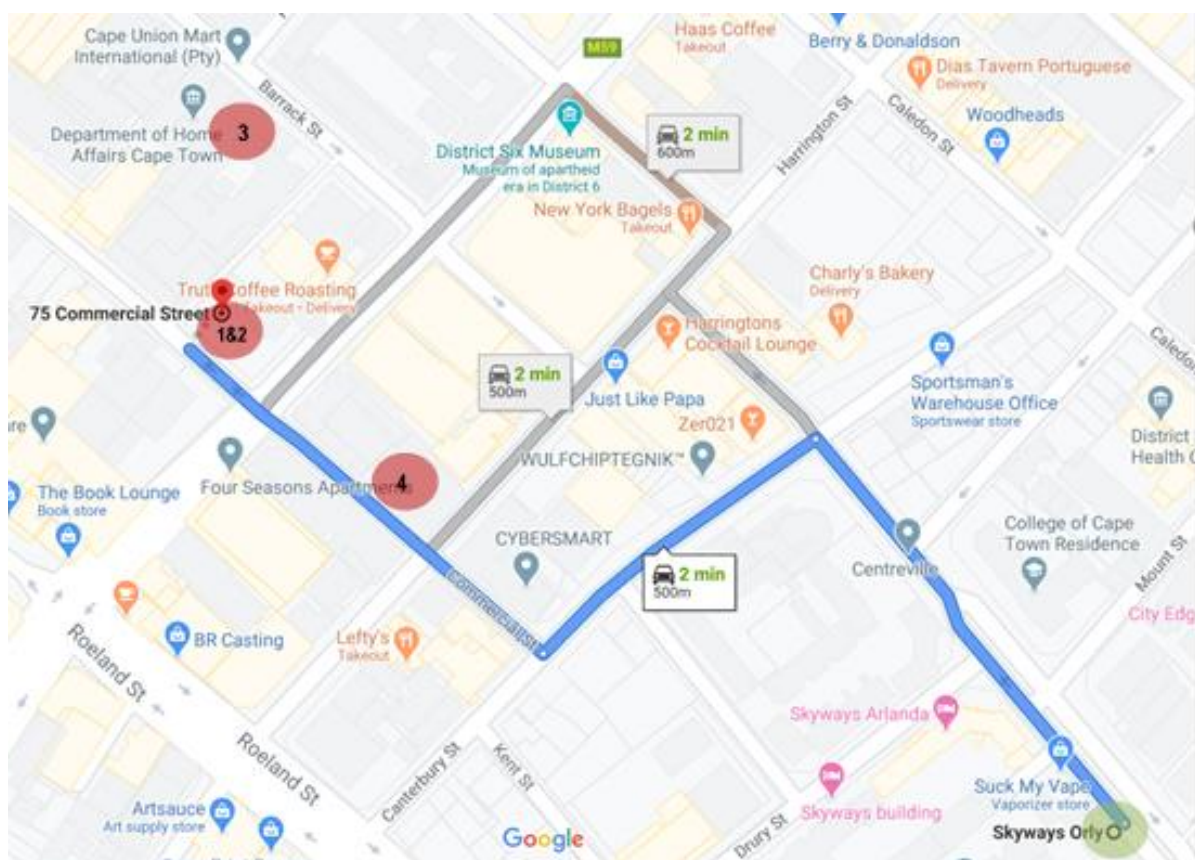 Cape Union Mart
International (Pty)
Barrack St
M59
Haas Coffee
Takeout
Berry & Donaldson
Dias Tavern Portuguese
Delivery
Woodheads
Caledon St
Harrington St
Department of Home
Affairs Cape Town
3
District Six Museum
Museum of apartheid
era in District 6
2 min
600m
New York Bagels
Takeout
Coffee Roasting
Takeout • Delivery
75 Commercial Street
1&2
Charly's Bakery
Delivery
Harringtons
Cocktail Lounge
2 min
500m
Just Like Papa
Sportsman's
Warehouse Office
Sportswear store
Zer021
WULFCHIPTEGNIK™
District
The Book Lounge
Book store
Four Seasons Apartments
4
CYBERSMART
2 min
500m
Centreville
College of Cape
Town Residence
Mount St
City Edg
Commercial St
BR Casting
Lefty's
Takeout
Roeland St
Roeland St
Canterbury St
Kent St
Skyways Arlanda
Suck My Vape
Vaporizer store
Skyways building
Skyways Orly
Drury St
Artsauce
Art supply store
Google